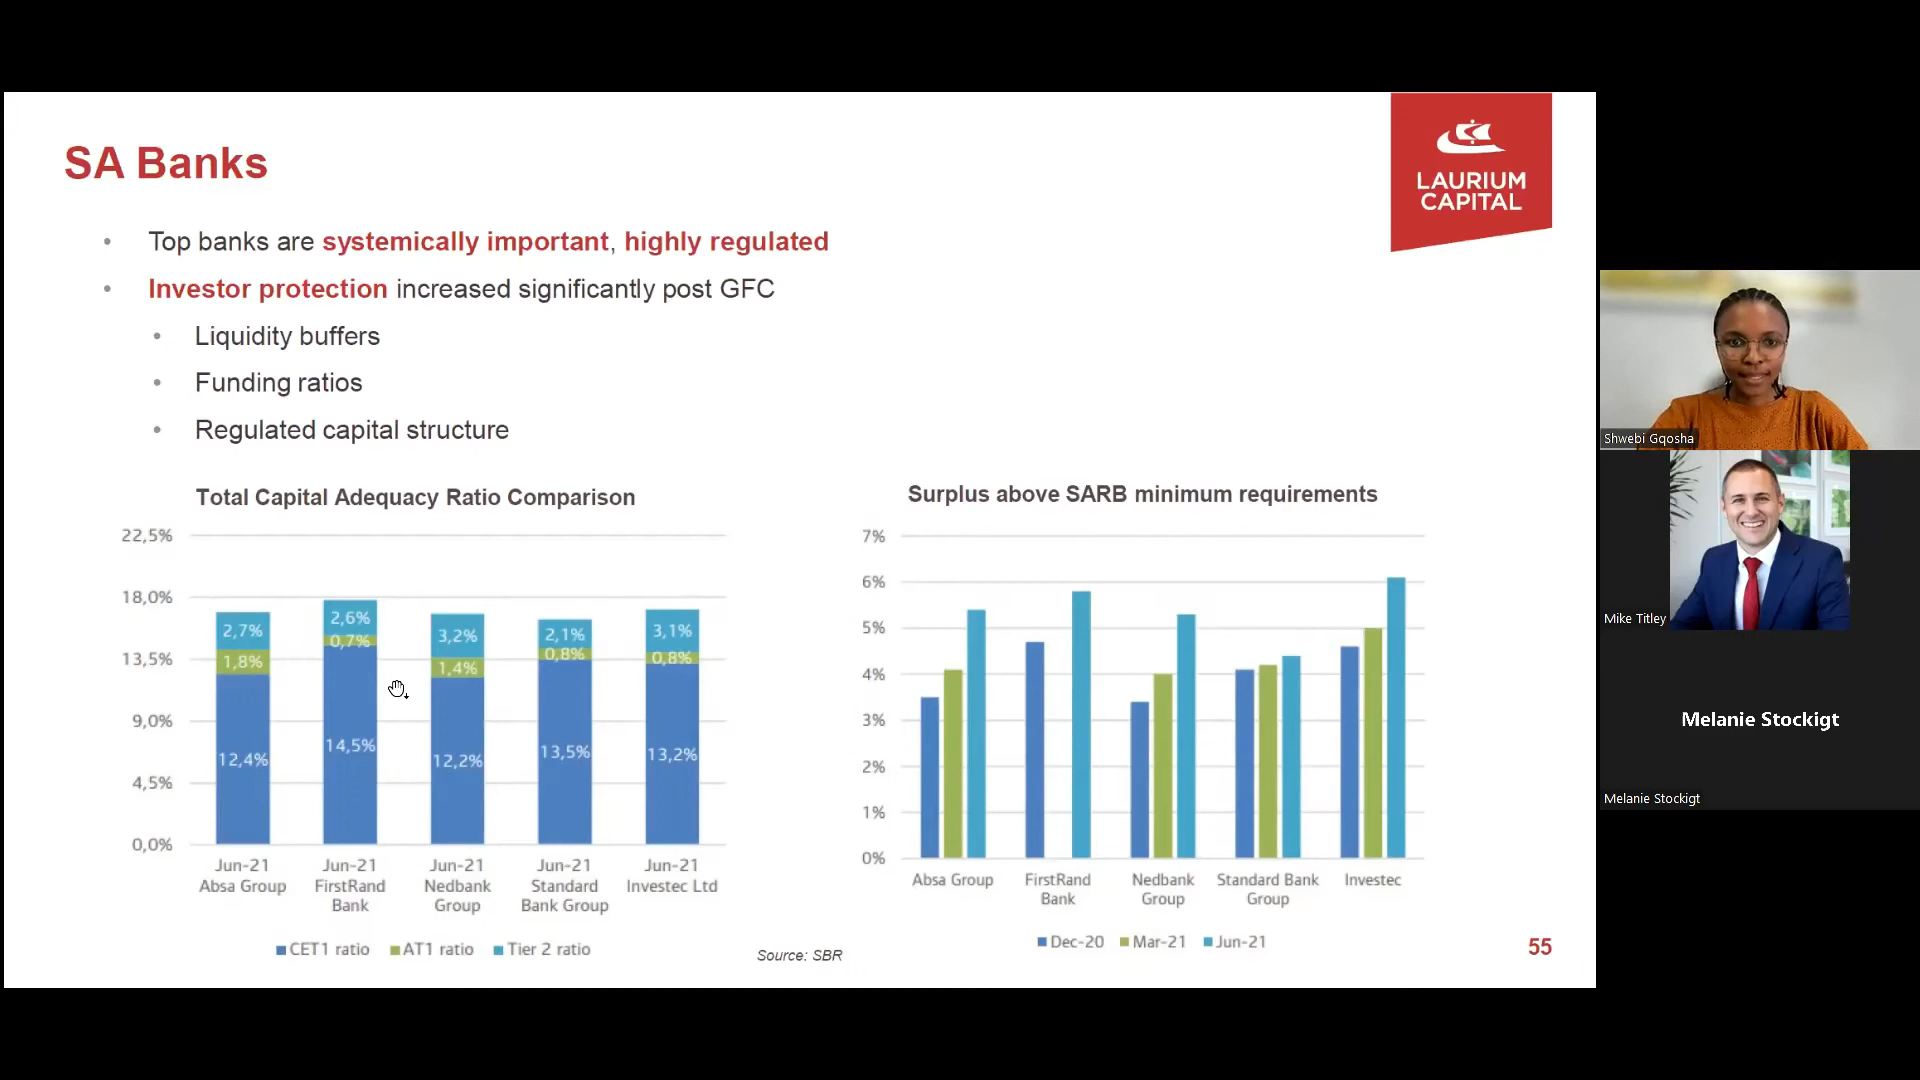 SA Banks
LAURIUM
CAPITAL
• Top banks are systemically important, highly regulated
• Investor protection increased significantly post GFC
• Liquidity buffers
• Funding ratios
• Regulated capital structure
Total Capital Adequacy Ratio Comparison
22,5%
18,0%
13,5%
9,0%
4,5%
0,0%
2,7%
1,8%
12,4%
2,6%
0,7%
14,5%
3,2%
1,4%
12,2%
2,1%
0,8%
13,5%
3,1%
0,8%
13,2%
Jun-21
Absa Group
Jun-21
FirstRand
Bank
Jun-21
Nedbank
Group
Jun-21
Standard
Bank Group
Jun-21
Investec Ltd
CET1 ratio AT1 ratio Tier 2 ratio
Source: SBR
Surplus above SARB minimum requirements
7%
6%
5%
4%
3%
2%
1%
0%
Absa Group
FirstRand
Bank
Nedbank
Group
Standard Bank
Group
Investec
Dec-20 Mar-21 Jun-21
55
Shwebi Gqosha
Mike Titley
Melanie Stockigt
Melanie Stockigt